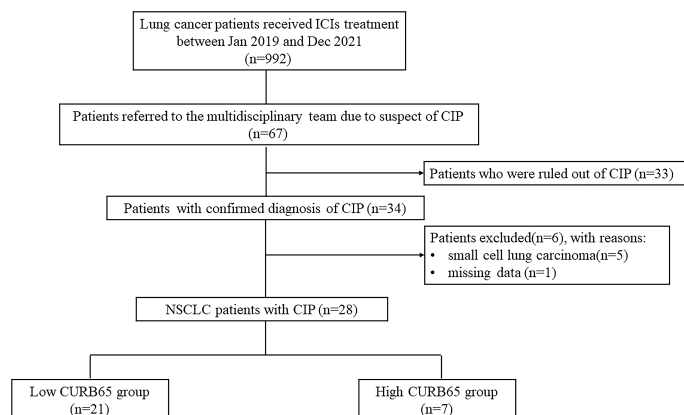 Lung cancer patients received ICIs treatment
between Jan 2019 and Dec 2021
(n=992)
Patients referred to the multidisciplinary team due to suspect of CIP
(n=67)
Patients who were ruled out of CIP (n=33)
Patients with confirmed diagnosis of CIP (n=34)
Patients excluded(n=6), with reasons:
• small cell lung carcinoma(n=5)
• missing data (n=1)
NSCLC patients with CIP (n=28)
Low CURB65 group
(n=21)
High CURB65 group
(n=7)